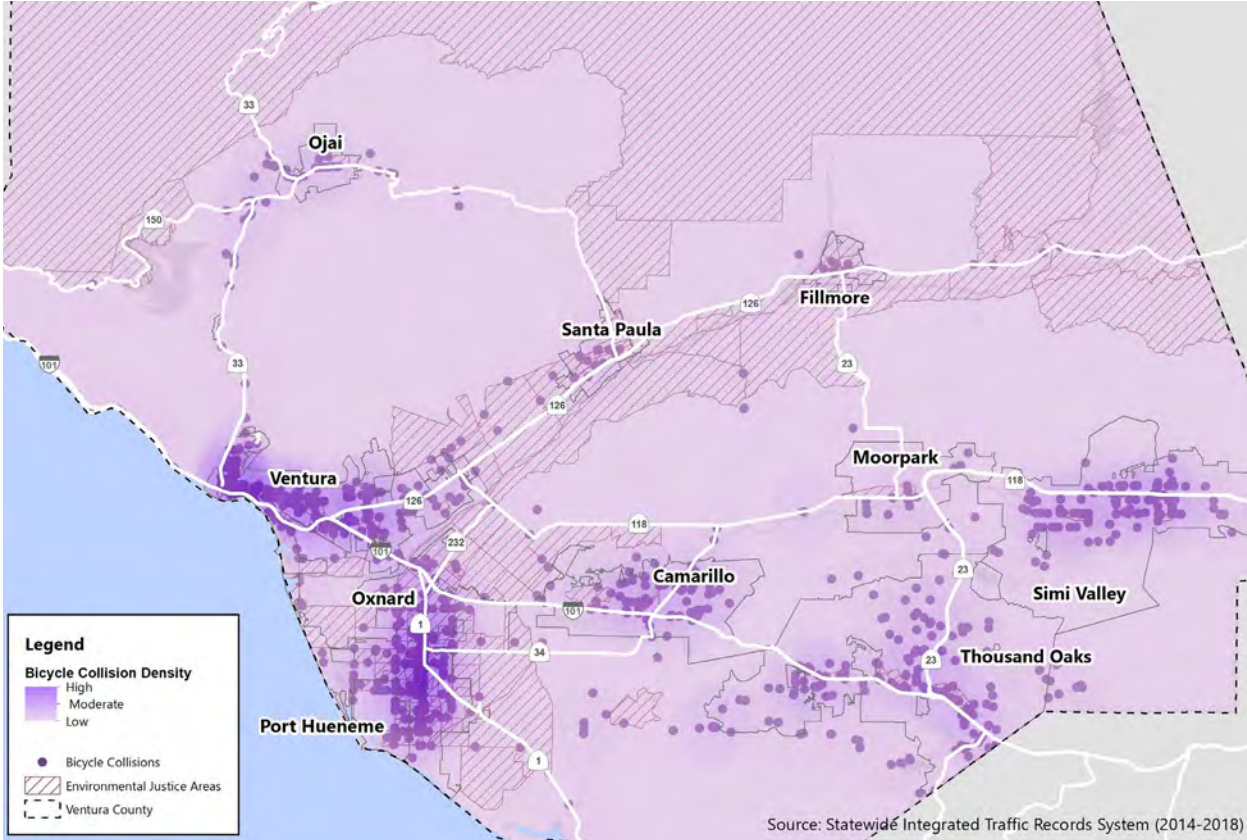 33
Ojai
150
Fillmore
126
Santa Paula
101
33
23
126
Moorpark
Ventura
118
126
118
232
101
Camarillo
23
Oxnard
101
Simi Valley
1
34
Thousand Oaks
23
Port Hueneme
1
Legend
Bicycle Collision Density
High
Moderate
Low
Bicycle Collisions
Environmental Justice Areas
Ventura County
Source: Statewide Integrated Traffic Records System (2014-2018)